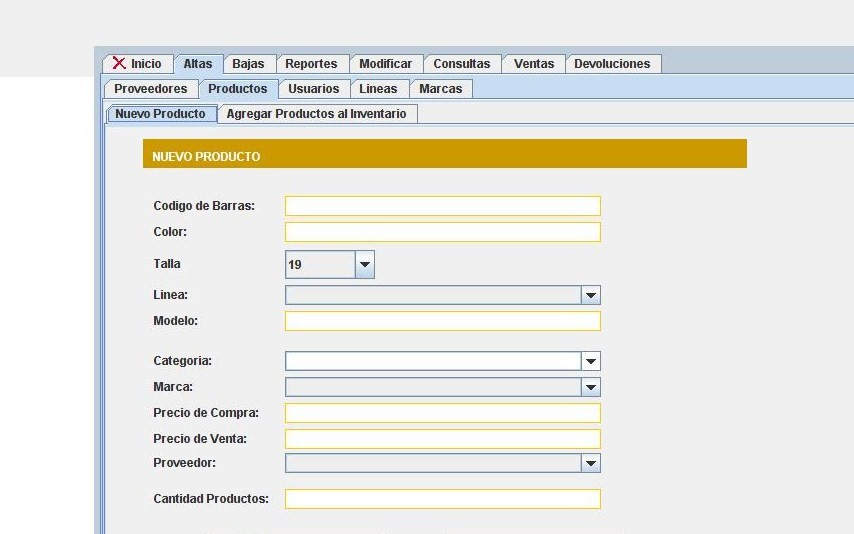 Inicio Altas Bajas Reportes Modificar Consultas Ventas Devoluciones
Proveedores Productos Usuarios Lineas Marcas
Nuevo Producto Agregar Productos al Inventario
NUEVO PRODUCTO
Codigo de Barras:
Color:
Talla 19
Linea:
Modelo:
Categoria:
Marca:
Precio de Compra:
Precio de Venta:
Proveedor:
Cantidad Productos: